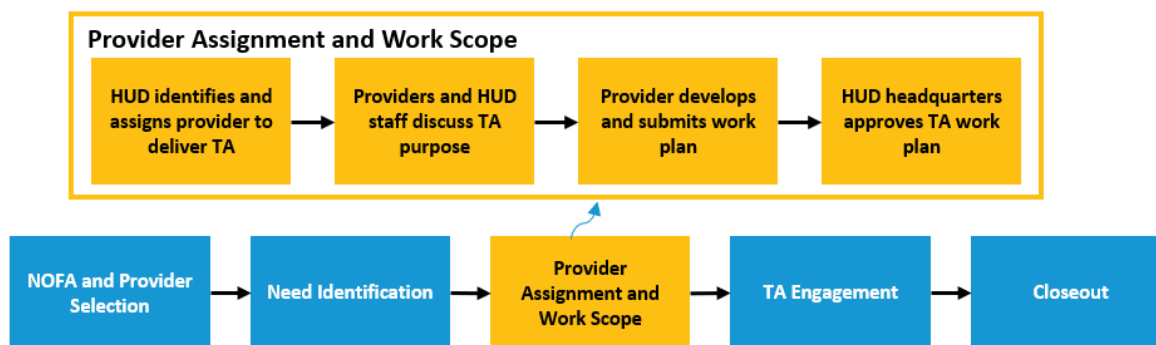 Provider Assignment and Work Scope
HUD identifies and
assigns provider to
deliver TA
Providers and HUD
staff discuss TA
purpose
Provider develops
and submits work
plan
HUD headquarters
approves TA work
plan
NOFA and Provider
Selection
Need Identification
Provider
Assignment and
Work Scope
TA Engagement
Closeout